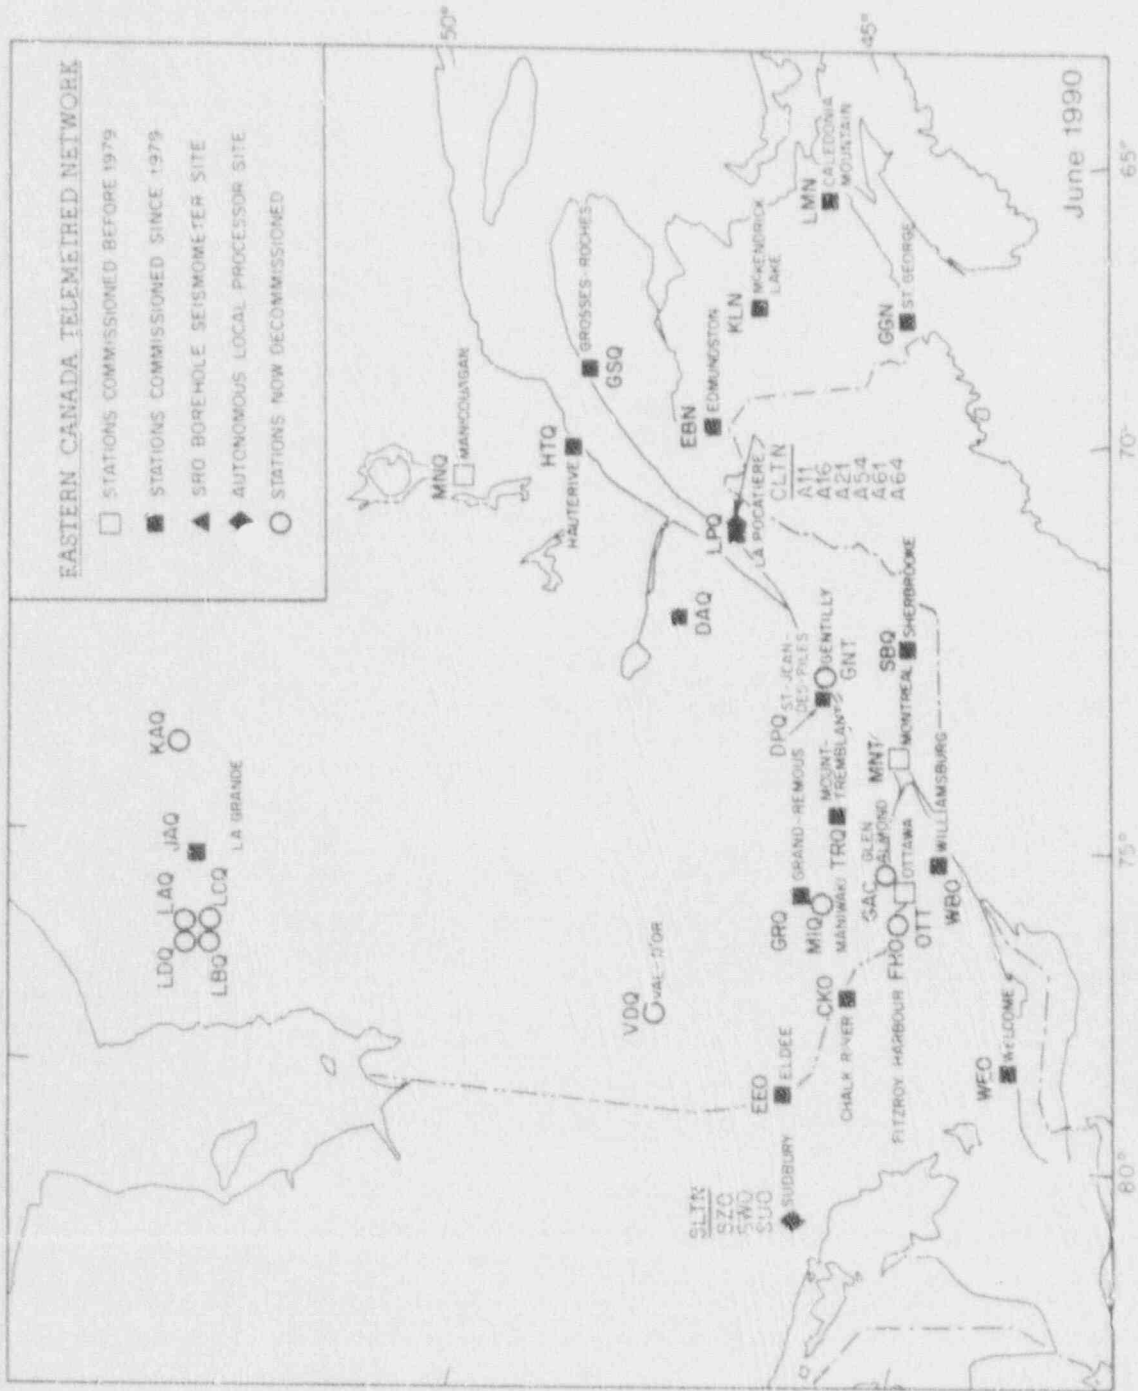 EASTERN CANADA TELEMETRED NETWORK
STATIONS COMMISSIONED BEFORE 1979
STATIONS COMMISSIONED SINCE 1979
SRO BOREHOLE SEISMOMETER SITE
AUTONOMOUS LOCAL PROCESSOR SITE
STATIONS NOW DECOMMISSIONED
50°
45°
65°
70°
75°
80°
June 1990
KAQ
JAQ
LA GRANDE
LAQ
LDQ
LCQ
LBQ
MNQ
MANICOUAGAN
HTQ
HAUTERIVE
GROSSES-ROCHES
GSQ
EBN
EDMUNDSTON
KLN
McKENDRICK
LAKE
LMN
CALEDONIA
MOUNTAIN
GGN
ST GEORGE
LPQ
LA POCATIERE
CLTN
A11
A16
A21
A54
A61
A64
DAQ
DPQ
ST-JEAN-
DES-PILES
GENTILLY
GNT
SBQ
SHERBROOKE
MNT
MONTREAL
GRQ
GRAND-REMOUS
TRQ
MOUNT-
TREMBLANT
MIQ
MANIWAKI
GAC
GLEN
ALMOND
OTT
OTTAWA
WBO
WILLIAMSBURG
FHO
FITZROY HARBOUR
CKO
CHALK RIVER
VDQ
VAL-D'OR
EEO
ELDEE
WEO
WELCOME
SLTN
SZO
SWO
SUO
SUDBURY